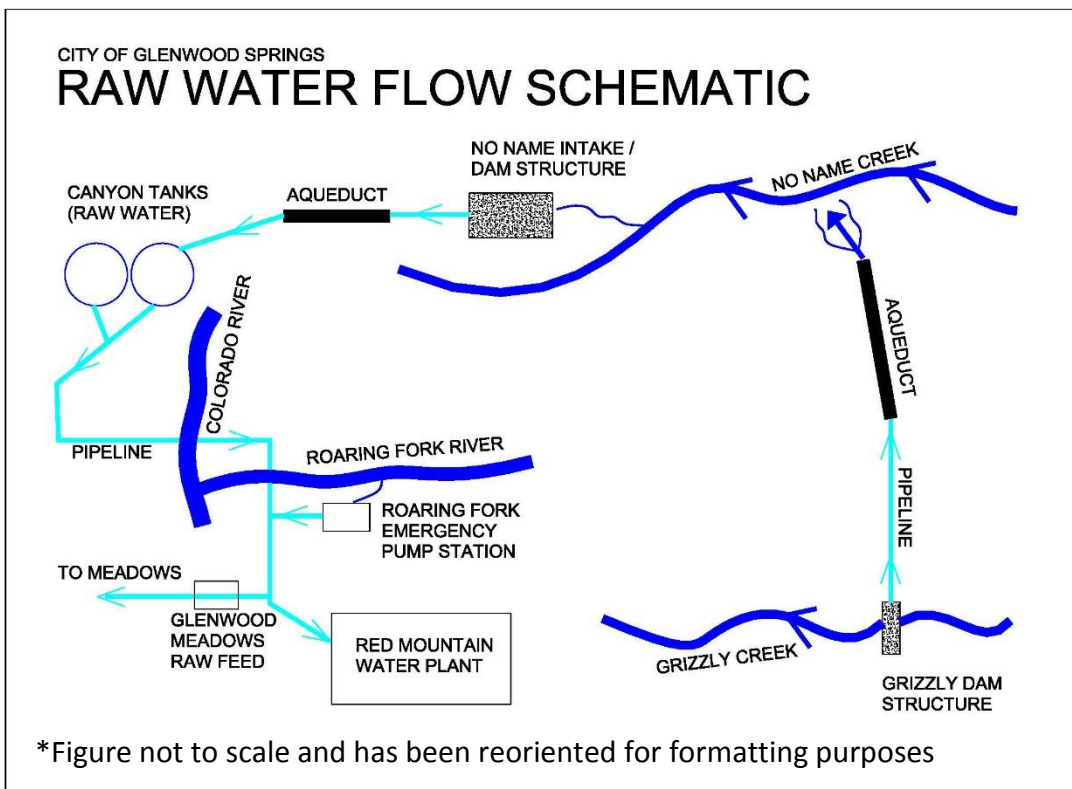 CITY OF GLENWOOD SPRINGS
RAW WATER FLOW SCHEMATIC
NO NAME INTAKE /
DAM STRUCTURE
NO NAME CREEK
CANYON TANKS
(RAW WATER)
AQUEDUCT
COLORADO RIVER
AQUEDUCT
PIPELINE
ROARING FORK RIVER
ROARING FORK
EMERGENCY
PUMP STATION
PIPELINE
TO MEADOWS
GLENWOOD
MEADOWS
RAW FEED
RED MOUNTAIN
WATER PLANT
GRIZZLY CREEK
GRIZZLY DAM
STRUCTURE
*Figure not to scale and has been reoriented for formatting purposes